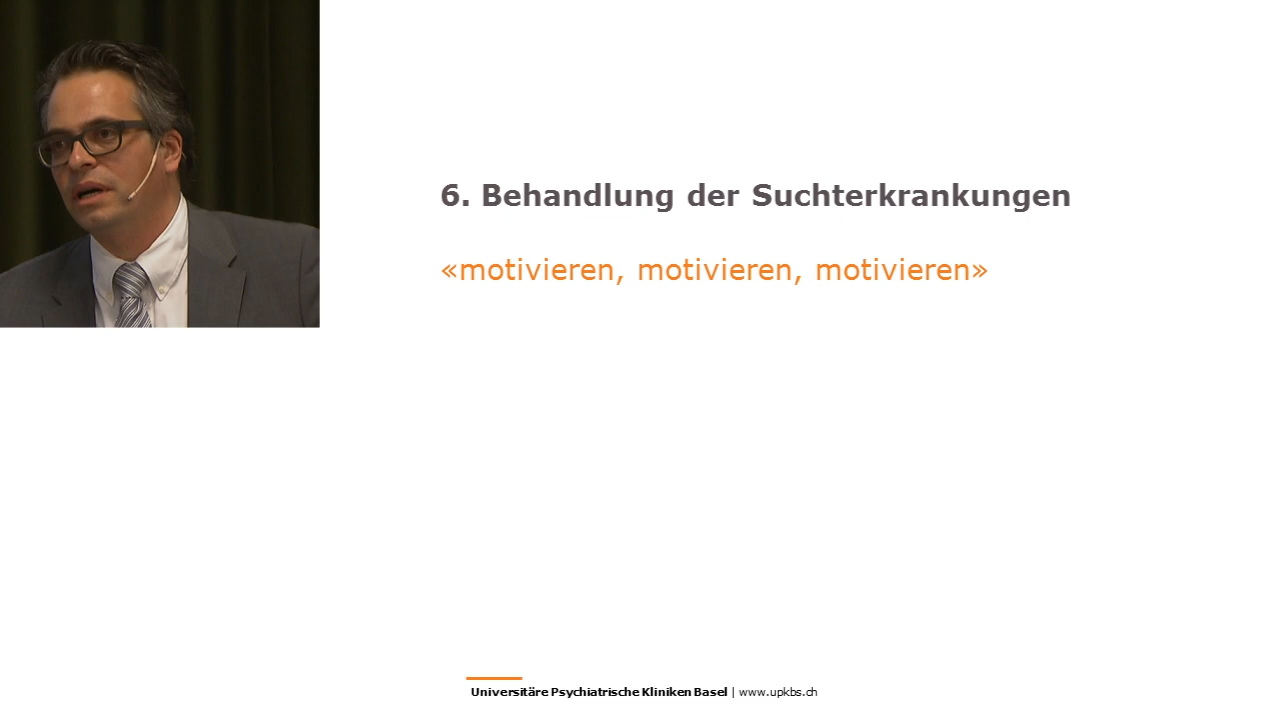 6. Behandlung der Suchterkrankungen
«motivieren, motivieren, motivieren»
Universitäre Psychiatrische Kliniken Basel | www.upkbs.ch